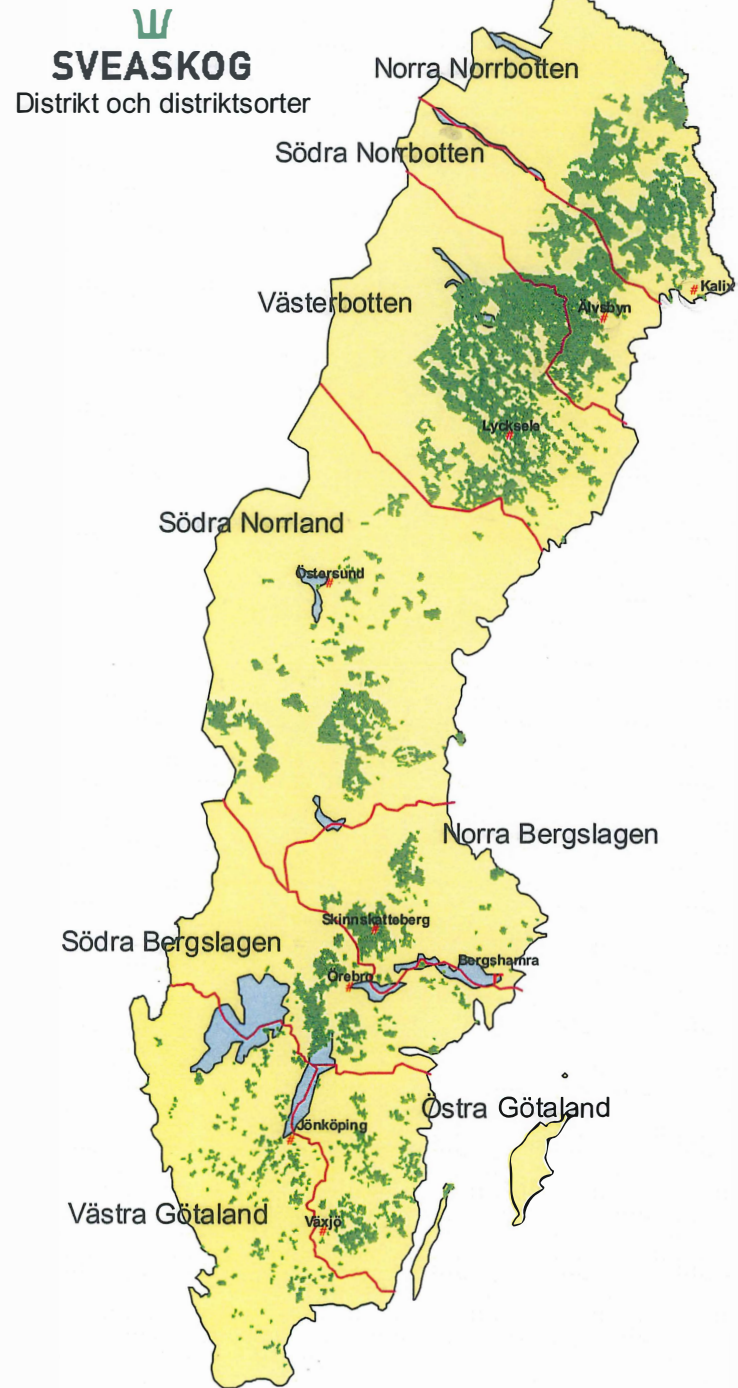 SVEASKOG
Distrikt och distriktsorter
Norra Norrbotten
Södra Norrbotten
Kalix
Västerbotten
Älvsbyn
Lycksele
Södra Norrland
Östersund
Norra Bergslagen
Skinnskatteberg
Södra Bergslagen
Bergshamra
Örebro
Östra Götaland
Jönköping
Västra Götaland
Växjö